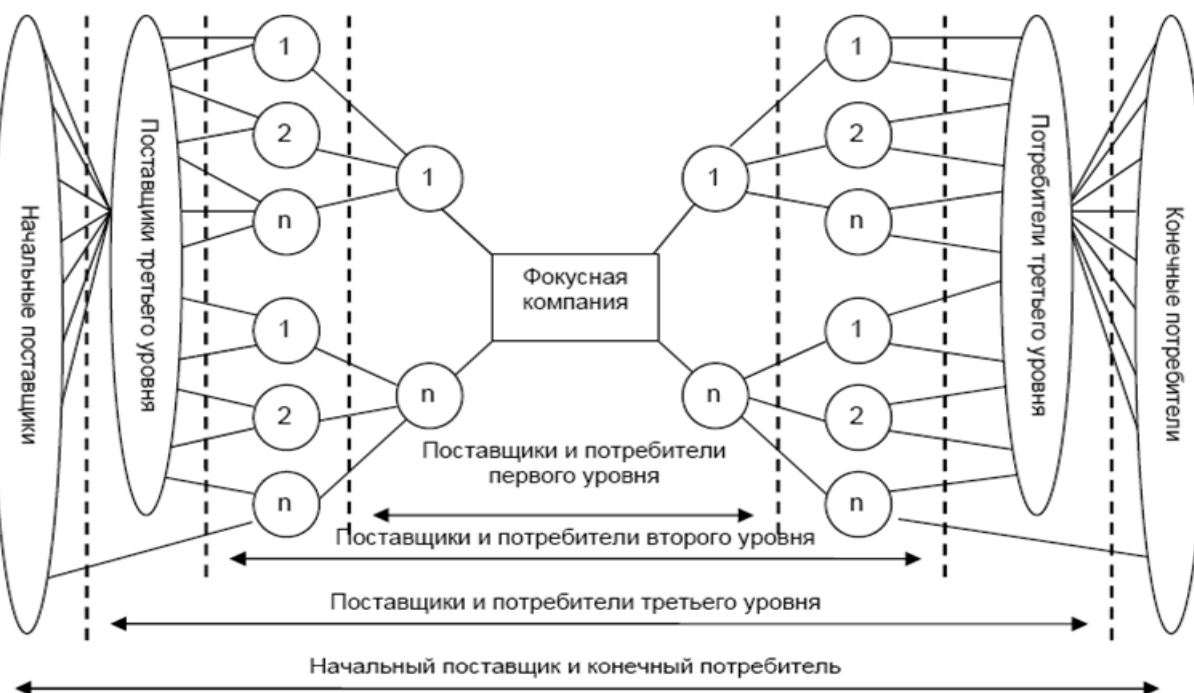 Начальные поставщики
Поставщики третьего уровня
1
2
n
1
2
n
1
n
Фокусная
компания
1
n
1
2
n
1
2
n
Потребители третьего уровня
Конечные потребители
Поставщики и потребители
первого уровня
Поставщики и потребители второго уровня
Поставщики и потребители третьего уровня
Начальный поставщик и конечный потребитель